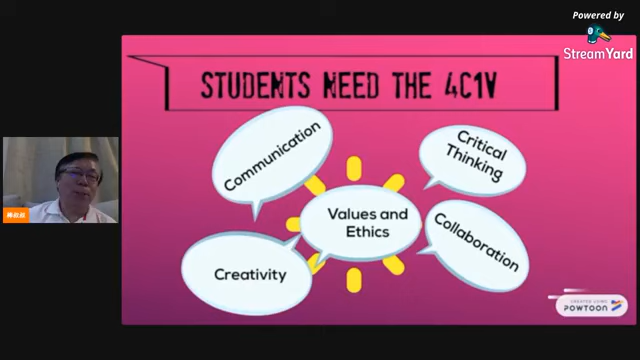 Powered by
StreamYard
STUDENTS NEED THE 4C1V
Communication
Critical
Thinking
Values and
Ethics
Collaboration
Creativity
CREATED USING
POWTOON